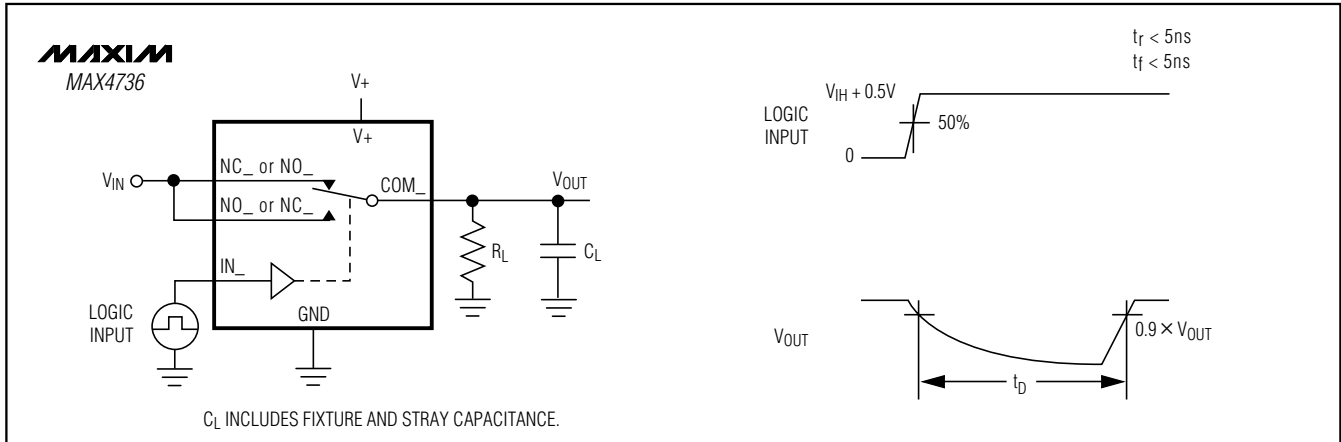 MAXIM
MAX4736
V+
V+
VIN
NC_ or NO_
NO_ or NC_
COM_
VOUT
RL
CL
IN_
LOGIC
INPUT
GND
CL INCLUDES FIXTURE AND STRAY CAPACITANCE.
tr < 5ns
tf < 5ns
LOGIC
INPUT
VIH + 0.5V
50%
0
VOUT
0.9 × VOUT
tD